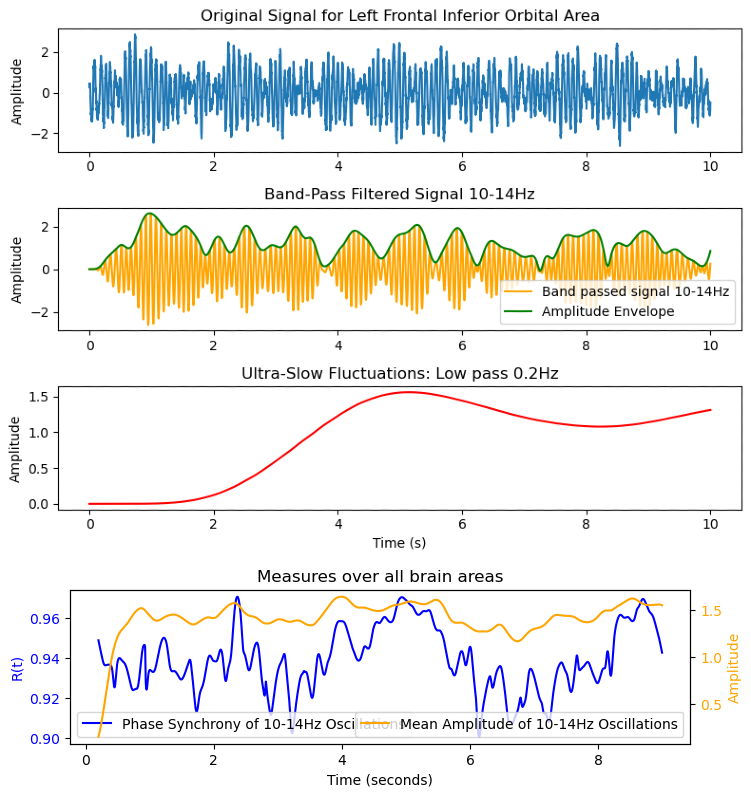 Original Signal for Left Frontal Inferior Orbital Area
Amplitude
2
0
−2
0 2 4 6 8 10
Band-Pass Filtered Signal 10-14Hz
Amplitude
2
0
−2
Band passed signal 10-14Hz
Amplitude Envelope
0 2 4 6 8 10
Ultra-Slow Fluctuations: Low pass 0.2Hz
Amplitude
1.5
1.0
0.5
0.0
0 2 4 6 8 10
Time (s)
Measures over all brain areas
R(t)
0.96
0.94
0.92
0.90
1.5
1.0
0.5
Amplitude
Phase Synchrony of 10-14Hz Oscillations
Mean Amplitude of 10-14Hz Oscillations
0 2 4 6 8
Time (seconds)